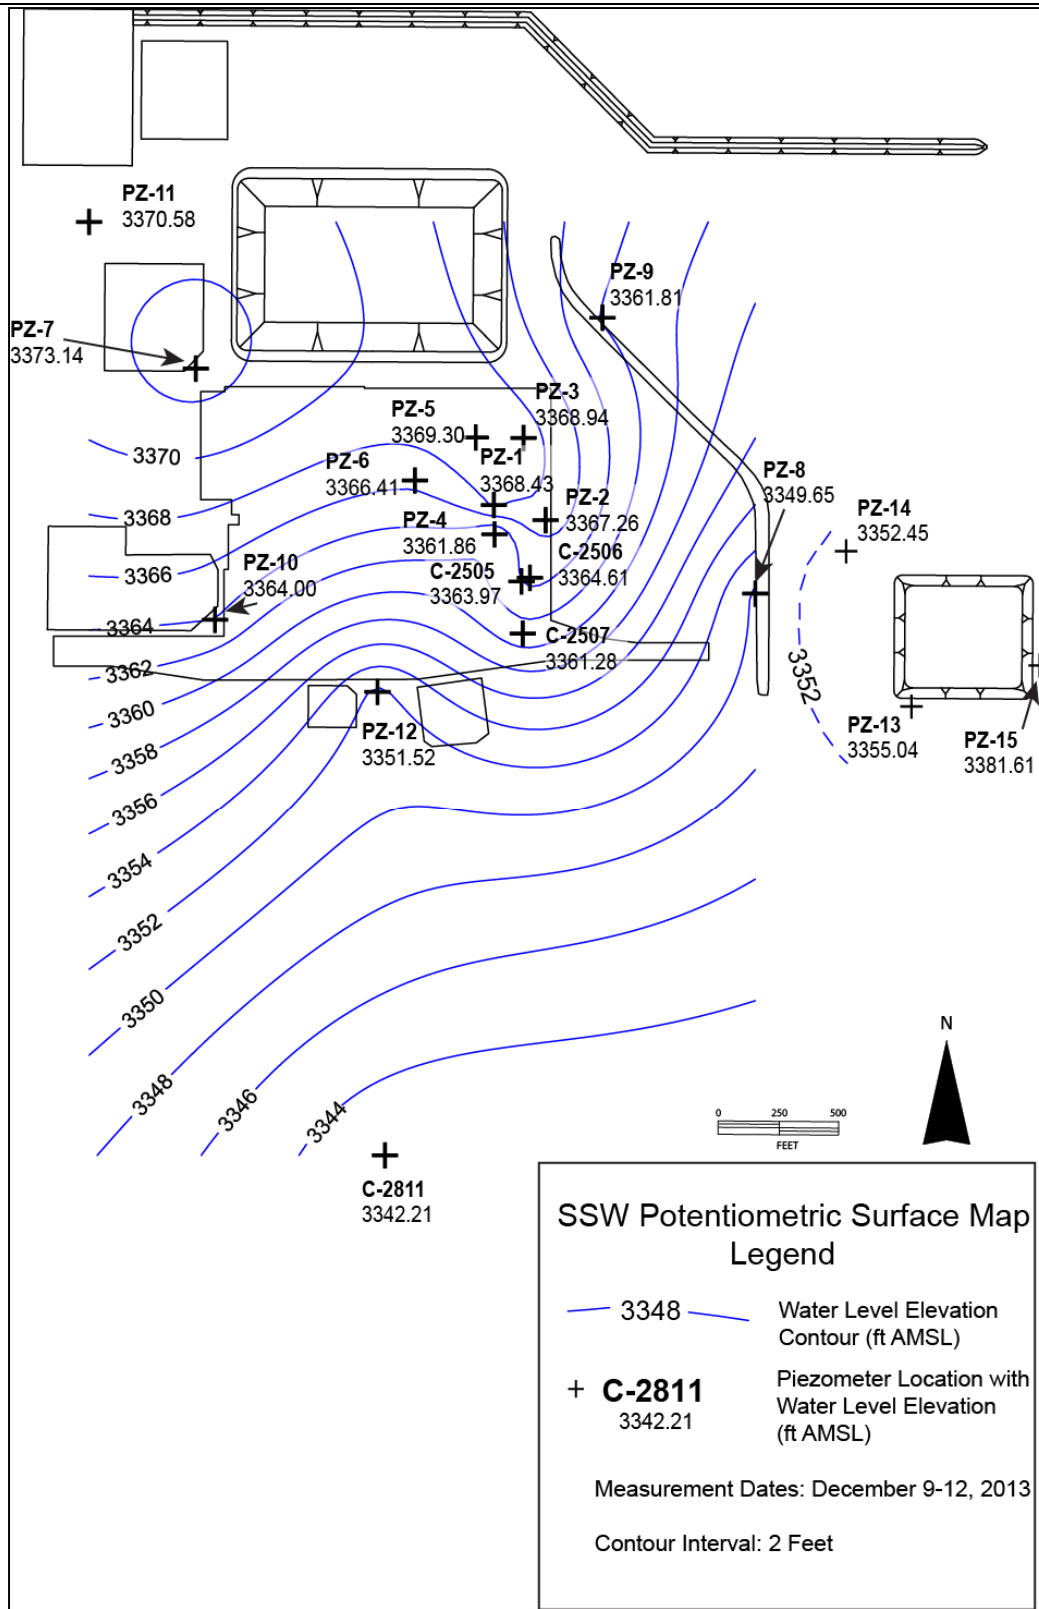 PZ-11
3370.58
PZ-9
3361.81
PZ-7
3373.14
PZ-3
3368.94
PZ-5
3369.30
PZ-1
3368.43
PZ-6
3366.41
3370
PZ-8
3349.65
PZ-2
3367.26
PZ-14
3352.45
3368
PZ-4
3361.86
C-2506
3364.61
C-2505
3363.97
3366
PZ-10
3364.00
3364
C-2507
3361.28
3362
3352
3360
PZ-12
3351.52
PZ-13
3355.04
PZ-15
3381.61
3358
3356
3354
3352
3350
3348
3346
3344
N
0 250 500
FEET
C-2811
3342.21
SSW Potentiometric Surface Map
Legend
3348
Water Level Elevation
Contour (ft AMSL)
C-2811
3342.21
Piezometer Location with
Water Level Elevation
(ft AMSL)
Measurement Dates: December 9-12, 2013
Contour Interval: 2 Feet